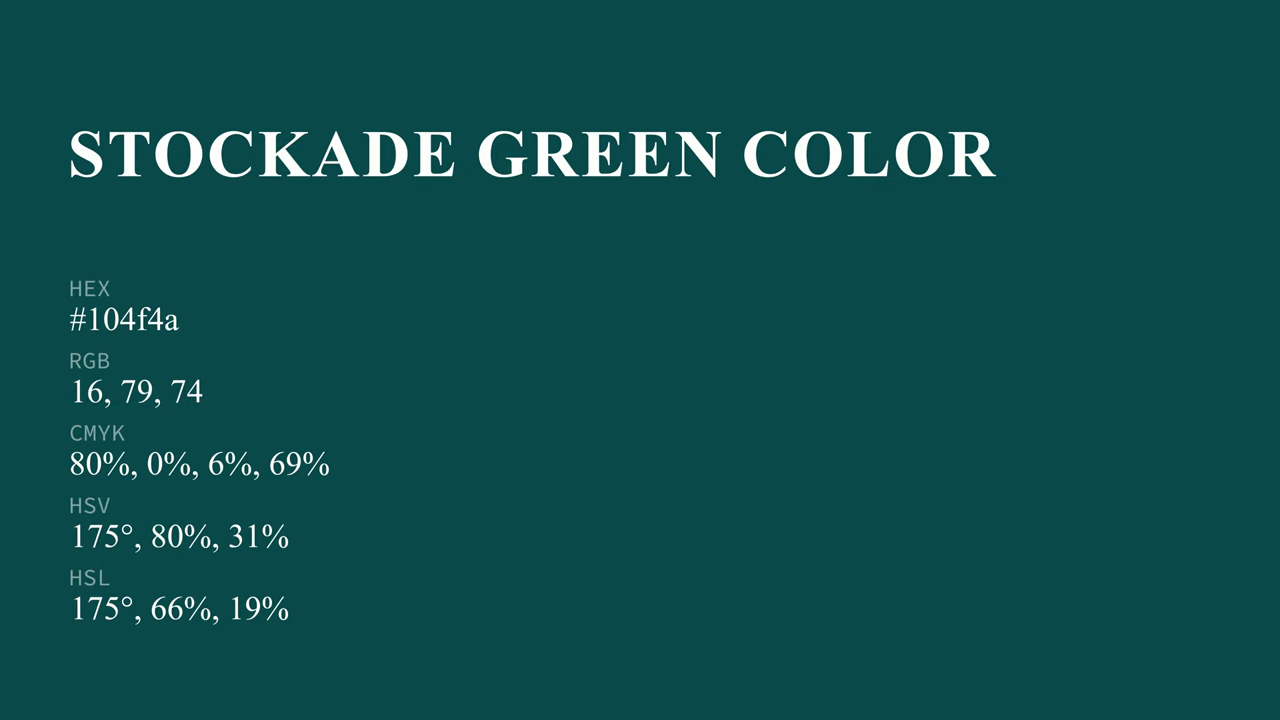 STOCKADE GREEN COLOR
HEX
#104f4a
RGB
16, 79, 74
CMYK
80%, 0%, 6%, 69%
HSV
175°, 80%, 31%
HSL
175°, 66%, 19%